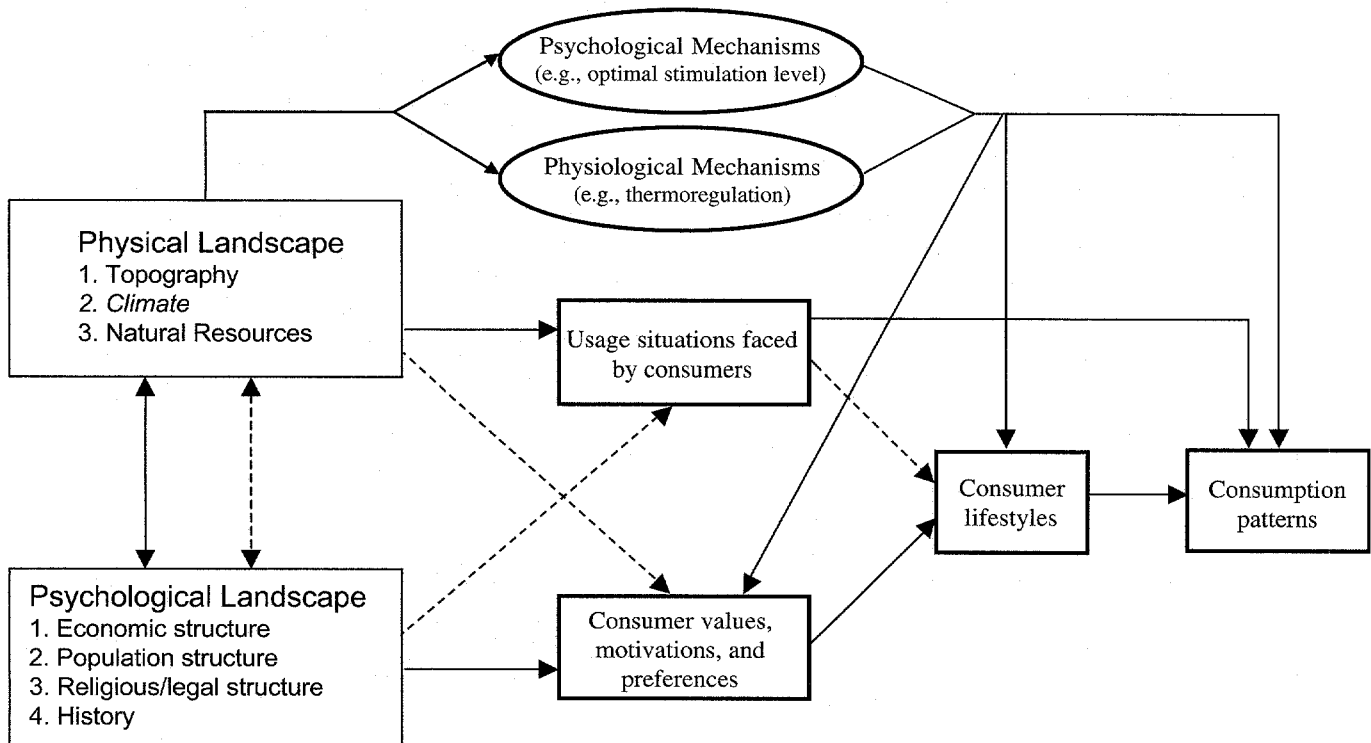 Psychological Mechanisms
(e.g., optimal stimulation level)
Physiological Mechanisms
(e.g., thermoregulation)
Physical Landscape
1. Topography
2. Climate
3. Natural Resources
Usage situations faced
by consumers
Consumer
lifestyles
Consumption
patterns
Psychological Landscape
1. Economic structure
2. Population structure
3. Religious/legal structure
4. History
Consumer values,
motivations, and
preferences